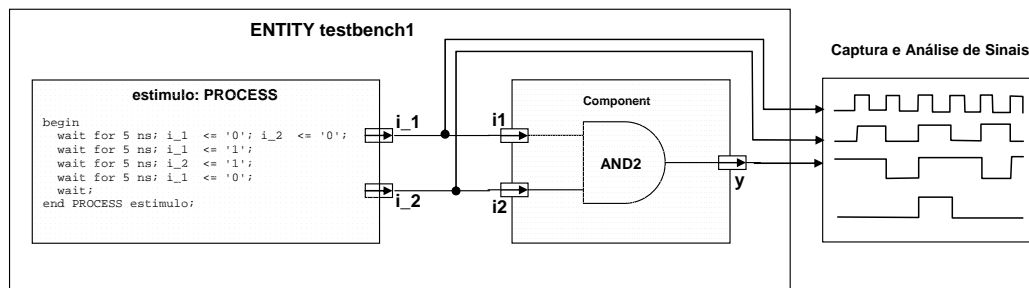 ENTITY testbench1
Captura e Análise de Sinais
estimulo: PROCESS
begin
wait for 5 ns; i_1 <= '0'; i_2 <= '0';
wait for 5 ns; i_1 <= '1';
wait for 5 ns; i_2 <= '1';
wait for 5 ns; i_1 <= '0';
wait;
end PROCESS estimulo;
i_1
i_2
Component
i1
i2
AND2
y